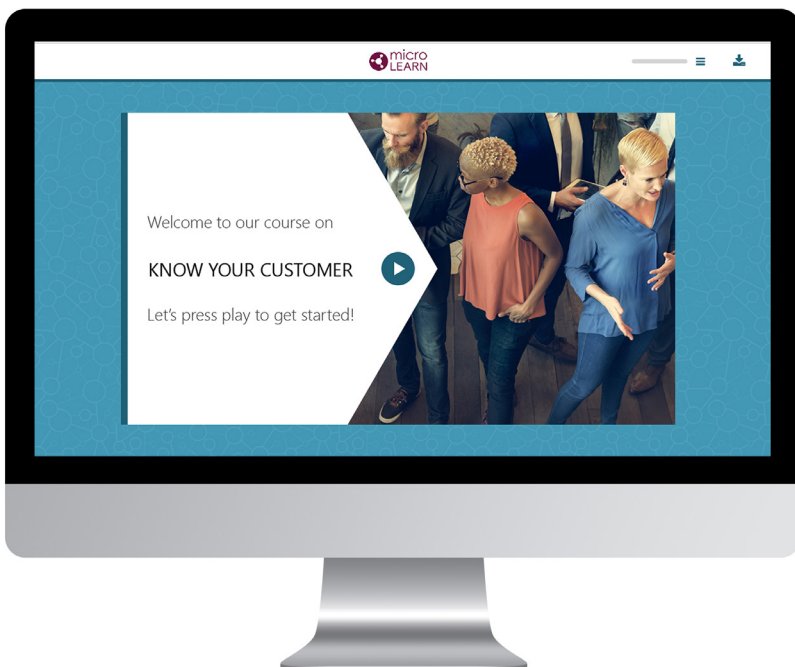 micro
LEARN
Welcome to our course on
KNOW YOUR CUSTOMER
Let's press play to get started!